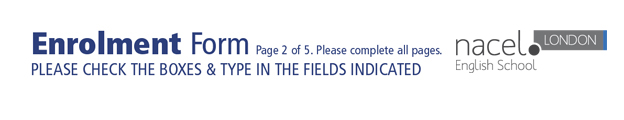 Enrolment Form Page 2 of 5. Please complete all pages.
PLEASE CHECK THE BOXES & TYPE IN THE FIELDS INDICATED
nacel. LONDON
English School